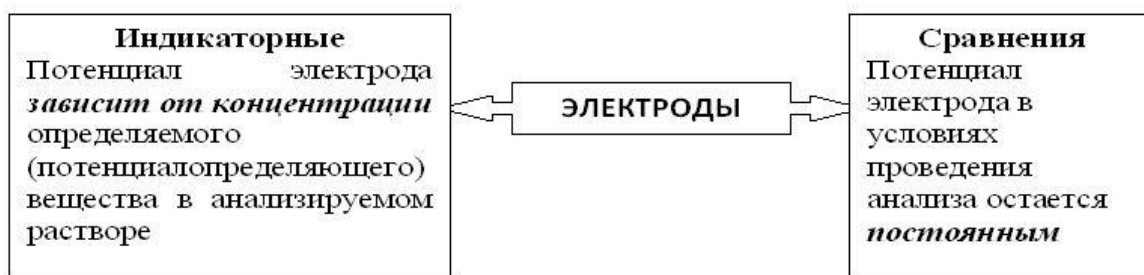 Индикаторные
Потенциал электрода
зависит от концентрации
определяемого
(потенциалопределяющего)
вещества в анализируемом
растворе
ЭЛЕКТРОДЫ
Сравнения
Потенциал
электрода в
условиях
проведения
анализа остается
постоянным